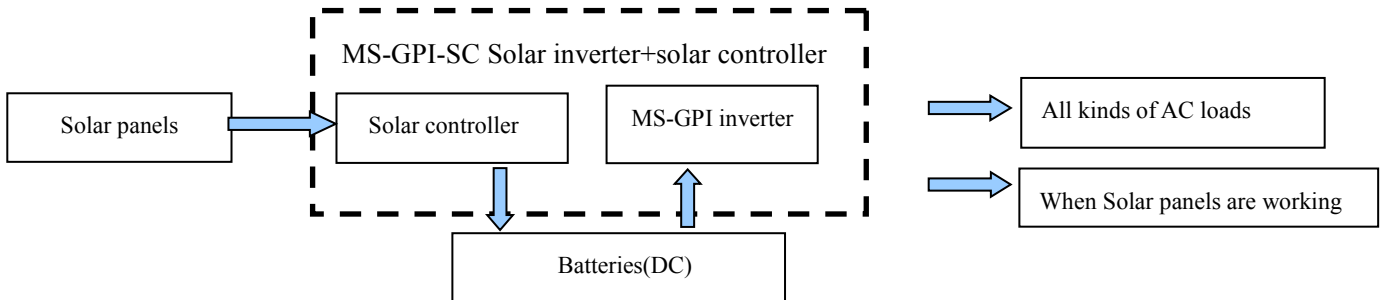 MS-GPI-SC Solar inverter+solar controller
Solar panels
Solar controller
MS-GPI inverter
All kinds of AC loads
When Solar panels are working
Batteries(DC)